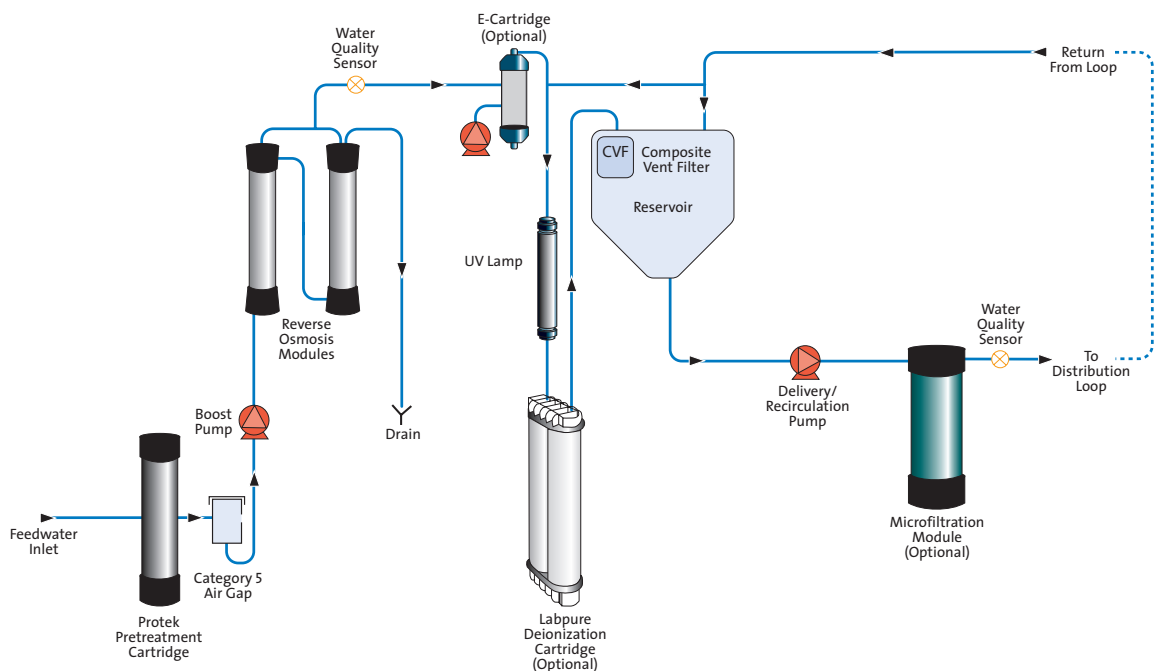 E-Cartridge
(Optional)
Water
Quality
Sensor
Return
From Loop
CVF
Composite
Vent Filter
Reservoir
UV Lamp
Reverse
Osmosis
Modules
Water
Quality
Sensor
To
Distribution
Loop
Delivery/
Recirculation
Pump
Boost
Pump
Drain
Feedwater
Inlet
Category 5
Air Gap
Protek
Pretreatment
Cartridge
Labpure
Deionization
Cartridge
(Optional)
Microfiltration
Module
(Optional)